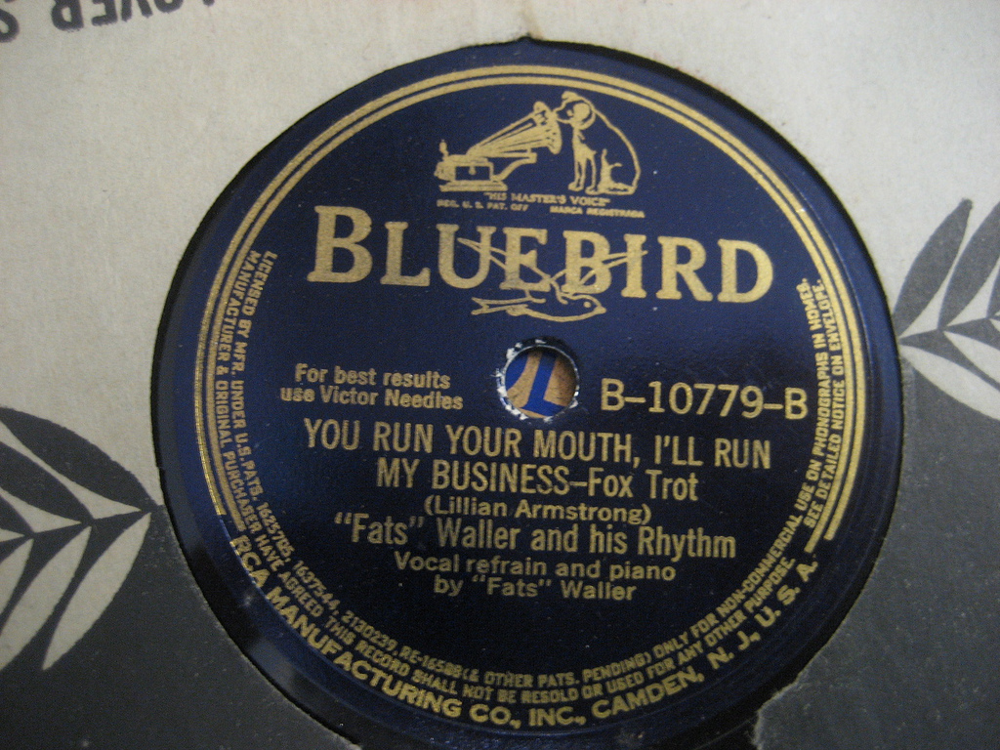 "HIS MASTER'S VOICE"
REG. U. S. PAT. OFF MARCA REGISTRADA
BLUEBIRD
For best results
use Victor Needles
B-10779-B
YOU RUN YOUR MOUTH, I'LL RUN
MY BUSINESS-Fox Trot
(Lillian Armstrong)
"Fats" Waller and his Rhythm
Vocal refrain and piano
by "Fats" Waller
LICENSED BY MFR. UNDER U.S. PATS. 1625705, 1637544, 2130239, RE-16588 (& OTHER PATS. PENDING) ONLY FOR NON-COMMERCIAL USE ON PHONOGRAPHS IN HOMES.
MANUFACTURER & ORIGINAL PURCHASER HAVE AGREED THIS RECORD SHALL NOT BE RESOLD OR USED FOR ANY OTHER PURPOSE. SEE DETAILED NOTICE ON ENVELOPE.
RCA MANUFACTURING CO., INC., CAMDEN, N. J., U. S. A.